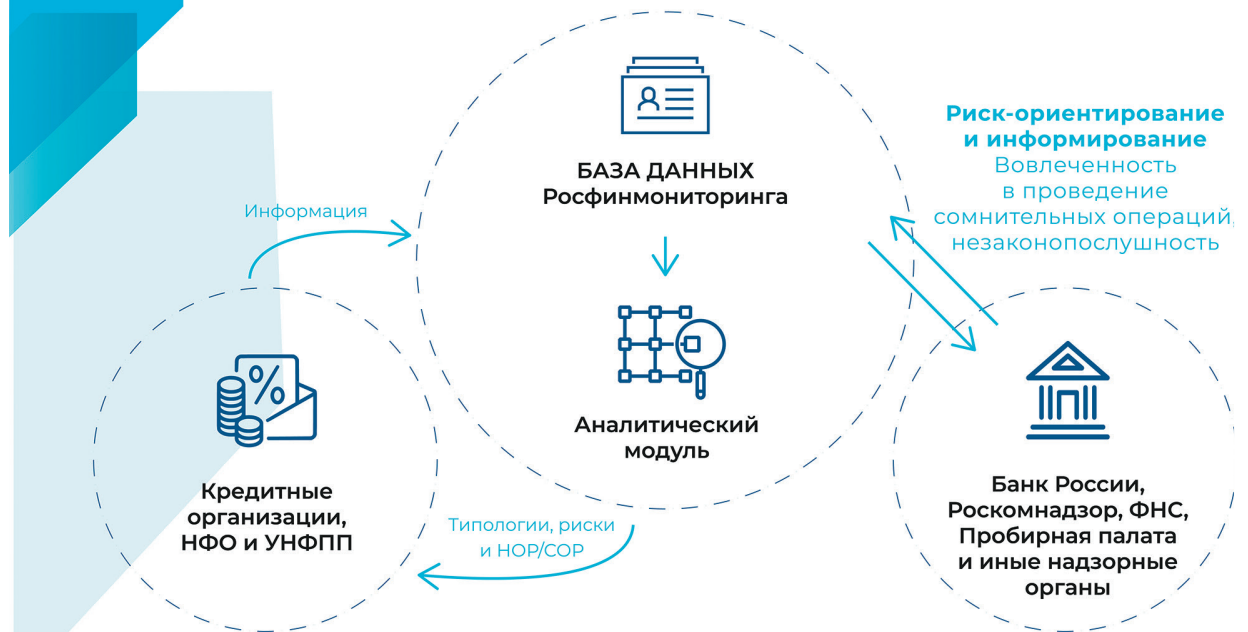 БАЗА ДАННЫХ
Росфинмониторинга
Аналитический
модуль
Информация
Кредитные
организации,
НФО и УНФПП
Типологии, риски
и НОР/СОР
Риск-ориентирование
и информирование
Вовлеченность
в проведение
сомнительных операций,
незаконопослушность
Банк России,
Роскомнадзор, ФНС,
Пробирная палата
и иные надзорные
органы
%